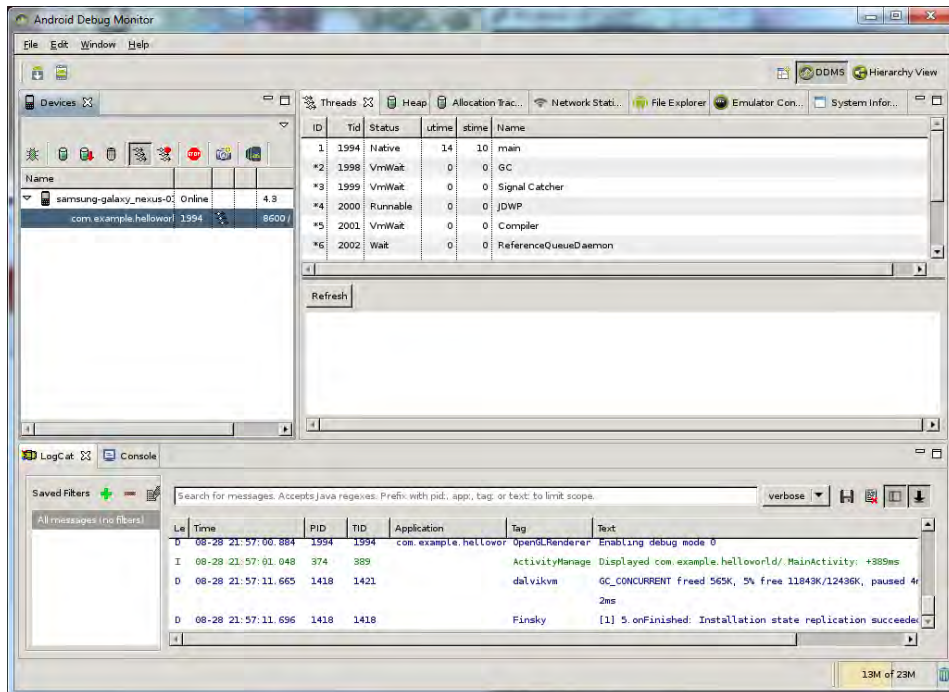 Android Debug Monitor
File Edit Window Help
DDMS Hierarchy View
Devices
Name
samsung-galaxy_nexus-0 Online 4.3
com.example.hellowor 1994 8600 /
Threads Heap Allocation Trac... Network Stati... File Explorer Emulator Con... System Infor...
ID Tid Status utime stime Name
1 1994 Native 14 10 main
*2 1998 VmWait 0 0 GC
*3 1999 VmWait 0 0 Signal Catcher
*4 2000 Runnable 0 0 JDWP
*5 2001 VmWait 0 0 Compiler
*6 2002 Wait 0 0 ReferenceQueueDaemon
Refresh
LogCat Console
Saved Filters
All messages (no filters)
Search for messages. Accepts Java regexes. Prefix with pid:, app:, tag: or text: to limit scope.
verbose
Le Time PID TID Application Tag Text
D 08-28 21:57:00.884 1994 1994 com.example.hellowor OpenGLRenderer Enabling debug mode 0
I 08-28 21:57:01.048 374 389 ActivityManage Displayed com.example.helloworld/.MainActivity: +389ms
D 08-28 21:57:11.665 1418 1421 dalvikvm GC_CONCURRENT freed 565K, 5% free 11843K/12436K, paused 4
2ms
D 08-28 21:57:11.696 1418 1418 Finsky [1] 5.onFinished: Installation state replication succeeded
13M of 23M